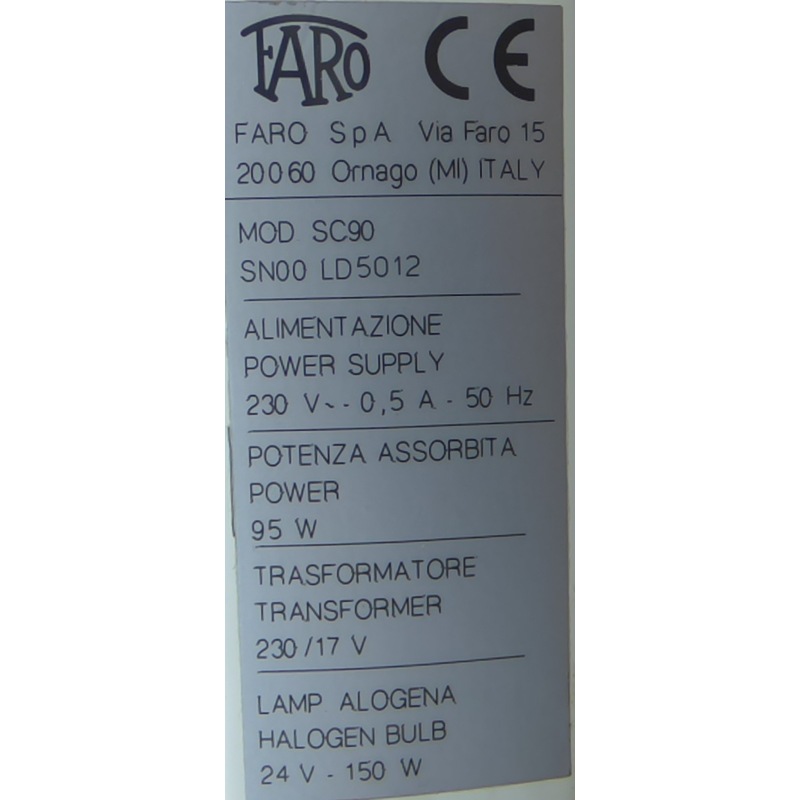 FARO CE
FARO SpA Via Faro 15
20060 Ornago (MI) ITALY
MOD SC90
SN00 LD5012
ALIMENTAZIONE
POWER SUPPLY
230 V~ - 0,5 A - 50 Hz
POTENZA ASSORBITA
POWER
95 W
TRASFORMATORE
TRANSFORMER
230/17 V
LAMP ALOGENA
HALOGEN BULB
24 V - 150 W